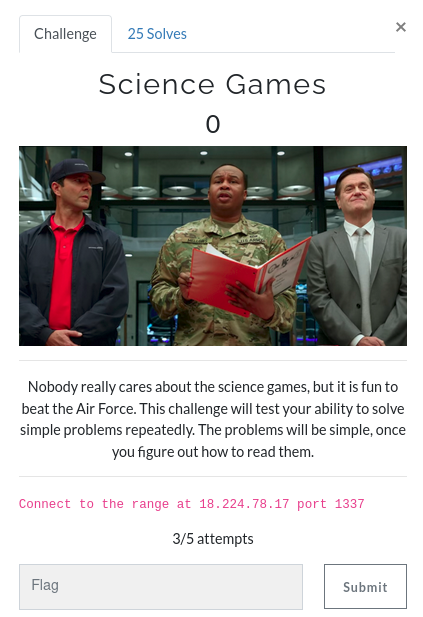 Challenge
25 Solves
×
Science Games
0
Nobody really cares about the science games, but it is fun to
beat the Air Force. This challenge will test your ability to solve
simple problems repeatedly. The problems will be simple, once
you figure out how to read them.
Connect to the range at 18.224.78.17 port 1337
3/5 attempts
Flag
Submit